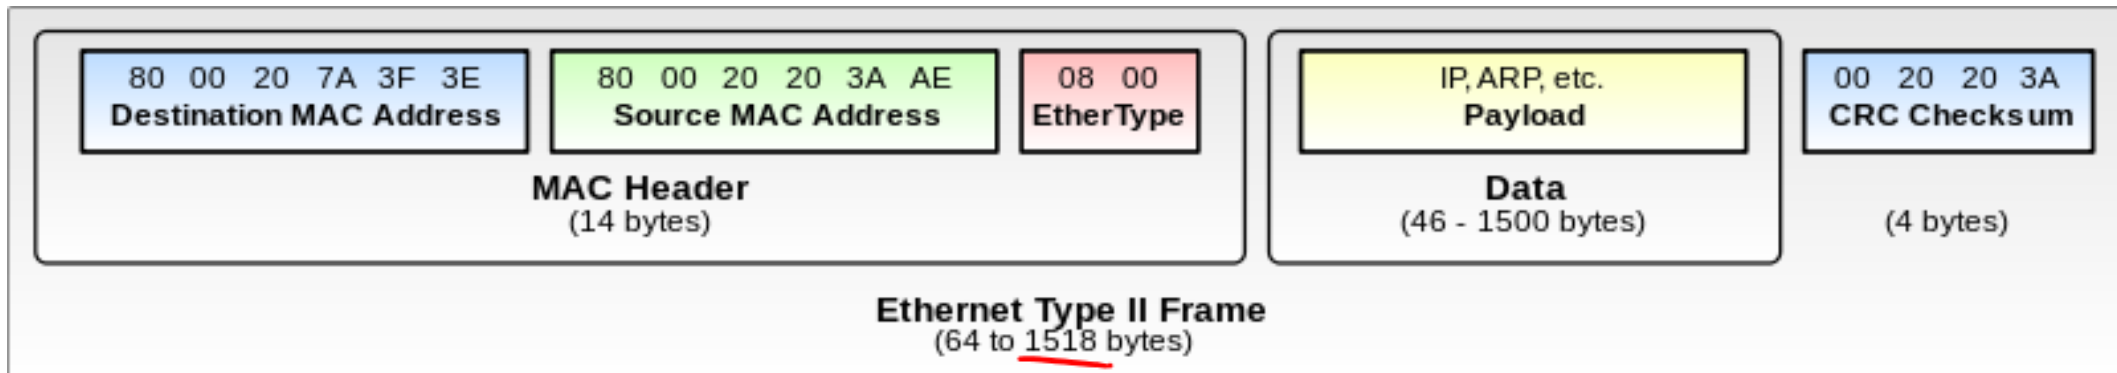 80 00 20 7A 3F 3E
Destination MAC Address
80 00 20 20 3A AE
Source MAC Address
08 00
EtherType
MAC Header
(14 bytes)
IP, ARP, etc.
Payload
Data
(46 - 1500 bytes)
00 20 20 3A
CRC Checksum
(4 bytes)
Ethernet Type II Frame
(64 to 1518 bytes)